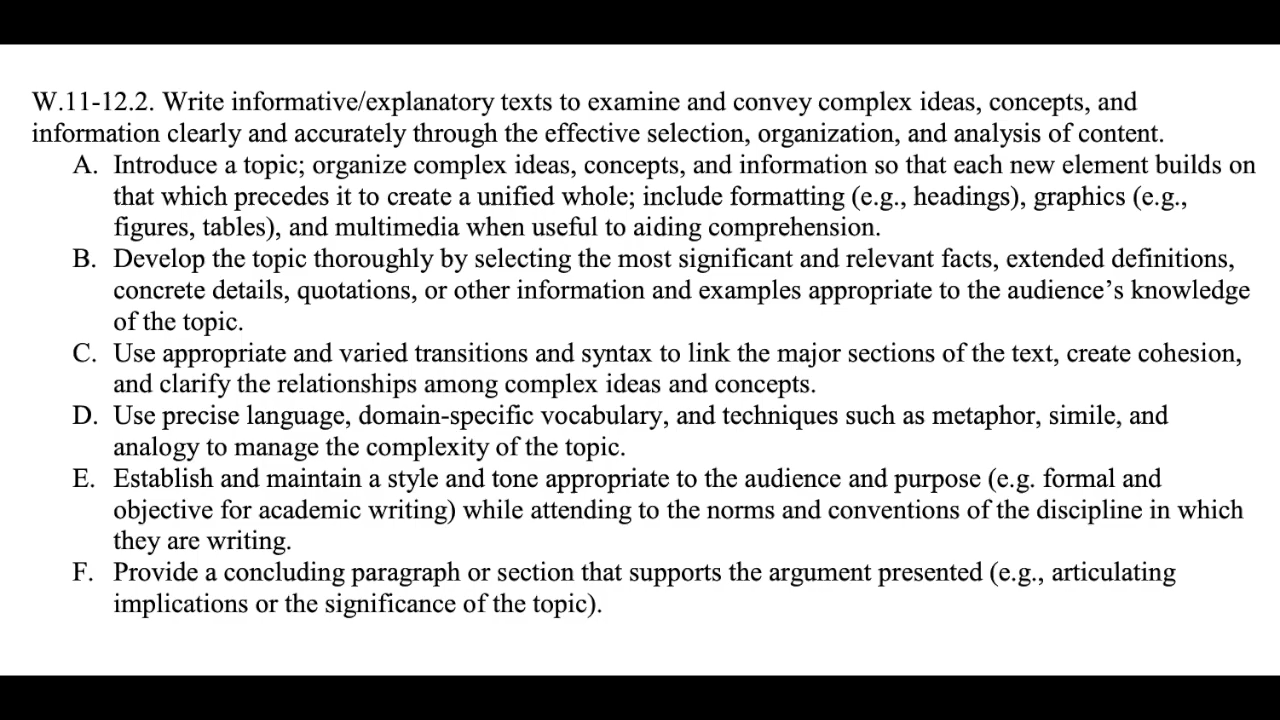 W.11-12.2. Write informative/explanatory texts to examine and convey complex ideas, concepts, and
information clearly and accurately through the effective selection, organization, and analysis of content.
A. Introduce a topic; organize complex ideas, concepts, and information so that each new element builds on
that which precedes it to create a unified whole; include formatting (e.g., headings), graphics (e.g.,
figures, tables), and multimedia when useful to aiding comprehension.
B. Develop the topic thoroughly by selecting the most significant and relevant facts, extended definitions,
concrete details, quotations, or other information and examples appropriate to the audience’s knowledge
of the topic.
C. Use appropriate and varied transitions and syntax to link the major sections of the text, create cohesion,
and clarify the relationships among complex ideas and concepts.
D. Use precise language, domain-specific vocabulary, and techniques such as metaphor, simile, and
analogy to manage the complexity of the topic.
E. Establish and maintain a style and tone appropriate to the audience and purpose (e.g. formal and
objective for academic writing) while attending to the norms and conventions of the discipline in which
they are writing.
F. Provide a concluding paragraph or section that supports the argument presented (e.g., articulating
implications or the significance of the topic).